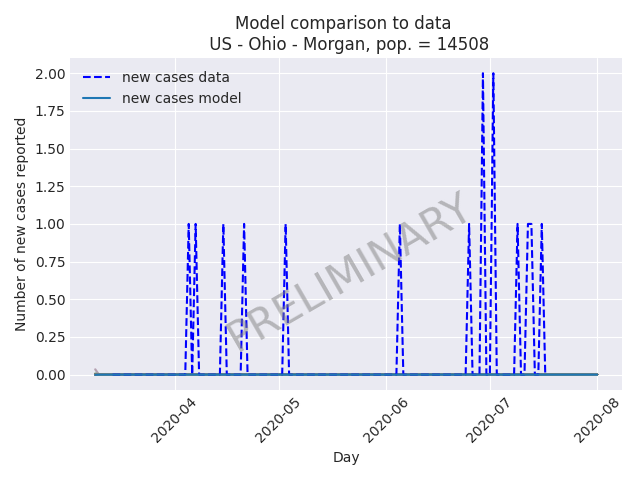 Model comparison to data
US - Ohio - Morgan, pop. = 14508
new cases data
new cases model
Number of new cases reported
2.00
1.75
1.50
1.25
1.00
0.75
0.50
0.25
0.00
PRELIMINARY
2020-04
2020-05
2020-06
2020-07
2020-08
Day